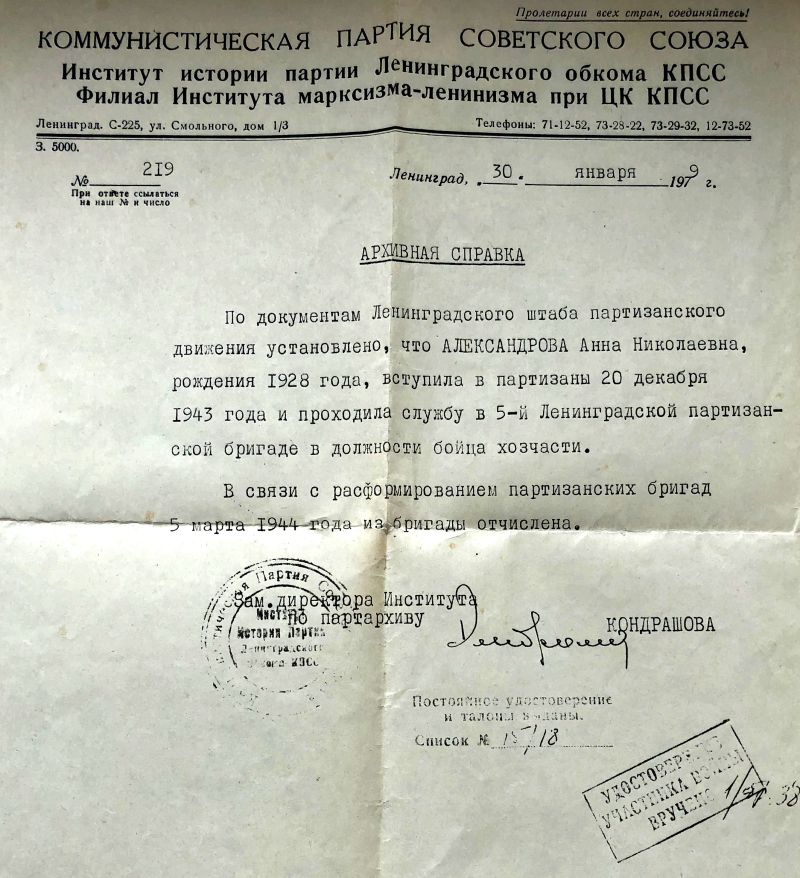 Пролетарии всех стран, соединяйтесь!
КОММУНИСТИЧЕСКАЯ ПАРТИЯ СОВЕТСКОГО СОЮЗА
Институт истории партии Ленинградского обкома КПСС
Филиал Института марксизма-ленинизма при ЦК КПСС
Ленинград. С-225, ул. Смольного, дом 1/3 Телефоны: 71-12-52, 73-28-22, 73-29-32, 12-73-52
З. 5000.
№ 219
При ответе ссылаться
на наш № и число
Ленинград, 30. января 1979 г.
АРХИВНАЯ СПРАВКА
По документам Ленинградского штаба партизанского
движения установлено, что АЛЕКСАНДРОВА Анна Николаевна,
рождения 1928 года, вступила в партизаны 20 декабря
1943 года и проходила службу в 5-й Ленинградской партизан-
ской бригаде в должности бойца хозчасти.
В связи с расформированием партизанских бригад
5 марта 1944 года из бригады отчислена.
Зам.директора Института
по партархиву КОНДРАШОВА
Партия
Истории Партии
Ленинградского
КПСС
Постоянное удостоверение
и талоны выданы.
Список №
УДОСТОВЕРЕНИЕ
УЧАСТНИКА ВОЙНЫ
ВРУЧЕНО